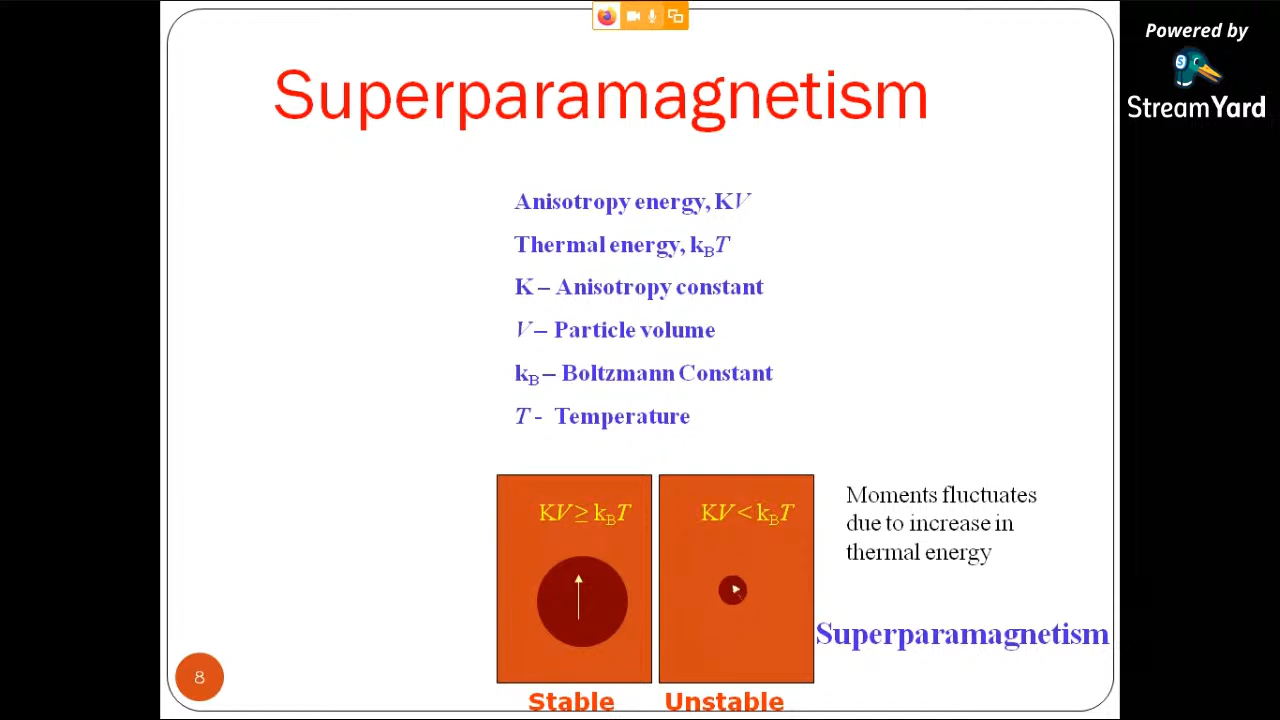 Powered by
StreamYard
Superparamagnetism
Anisotropy energy, KV
Thermal energy, kBT
K – Anisotropy constant
V – Particle volume
kB – Boltzmann Constant
T - Temperature
KV ≥ kBT
KV < kBT
Moments fluctuates
due to increase in
thermal energy
Superparamagnetism
8
Stable
Unstable